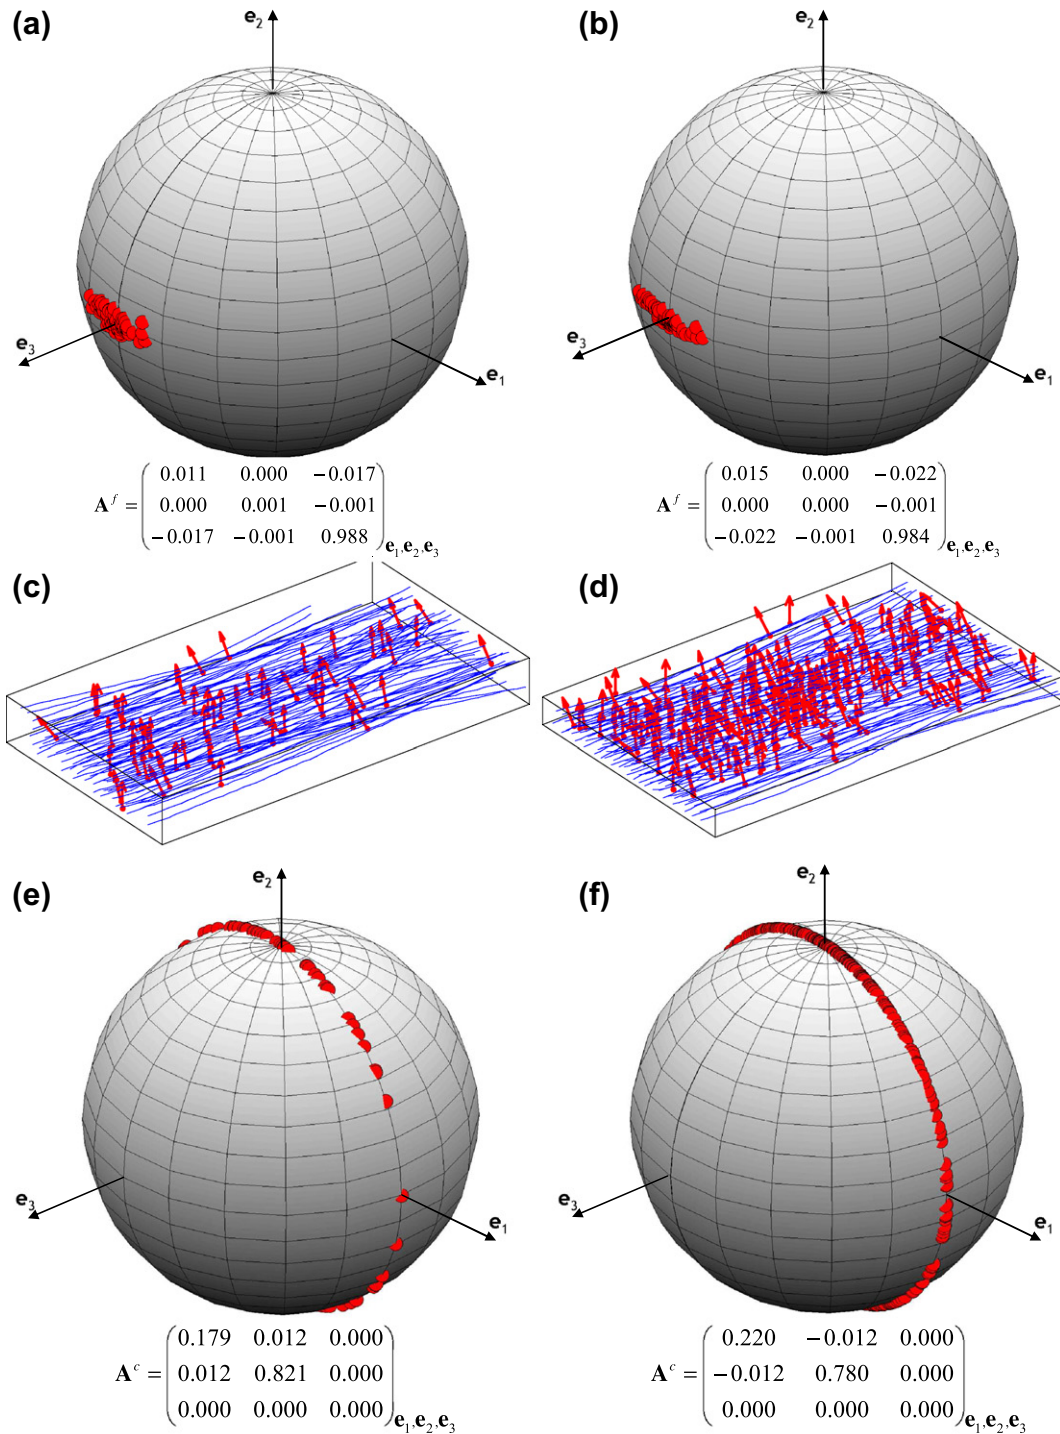 (a) (b)
e2 e2
e3 e1 e3 e1
A^f = ( 0.011 0.000 −0.017 A^f = ( 0.015 0.000 −0.022
0.000 0.001 −0.001 0.000 0.000 −0.001
−0.017 −0.001 0.988 ) e1,e2,e3 −0.022 −0.001 0.984 ) e1,e2,e3
(c) (d)
(e) (f)
e2 e2
e3 e1 e3 e1
A^c = ( 0.179 0.012 0.000 A^c = ( 0.220 −0.012 0.000
0.012 0.821 0.000 −0.012 0.780 0.000
0.000 0.000 0.000 ) e1,e2,e3 0.000 0.000 0.000 ) e1,e2,e3